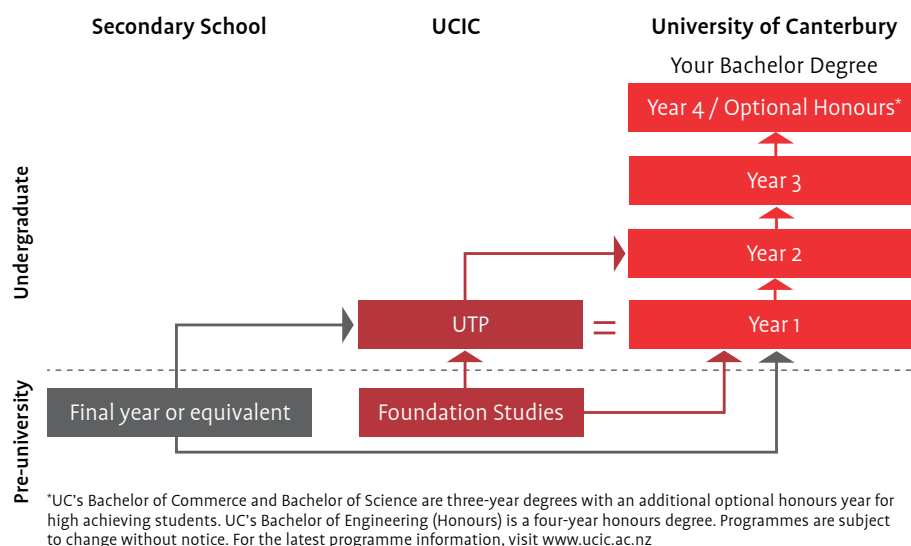 Secondary School
UCIC
University of Canterbury
Your Bachelor Degree
Year 4 / Optional Honours*
Year 3
Undergraduate
Year 2
UTP
=
Year 1
Pre-university
Final year or equivalent
Foundation Studies
*UC's Bachelor of Commerce and Bachelor of Science are three-year degrees with an additional optional honours year for
high achieving students. UC's Bachelor of Engineering (Honours) is a four-year honours degree. Programmes are subject
to change without notice. For the latest programme information, visit www.ucic.ac.nz